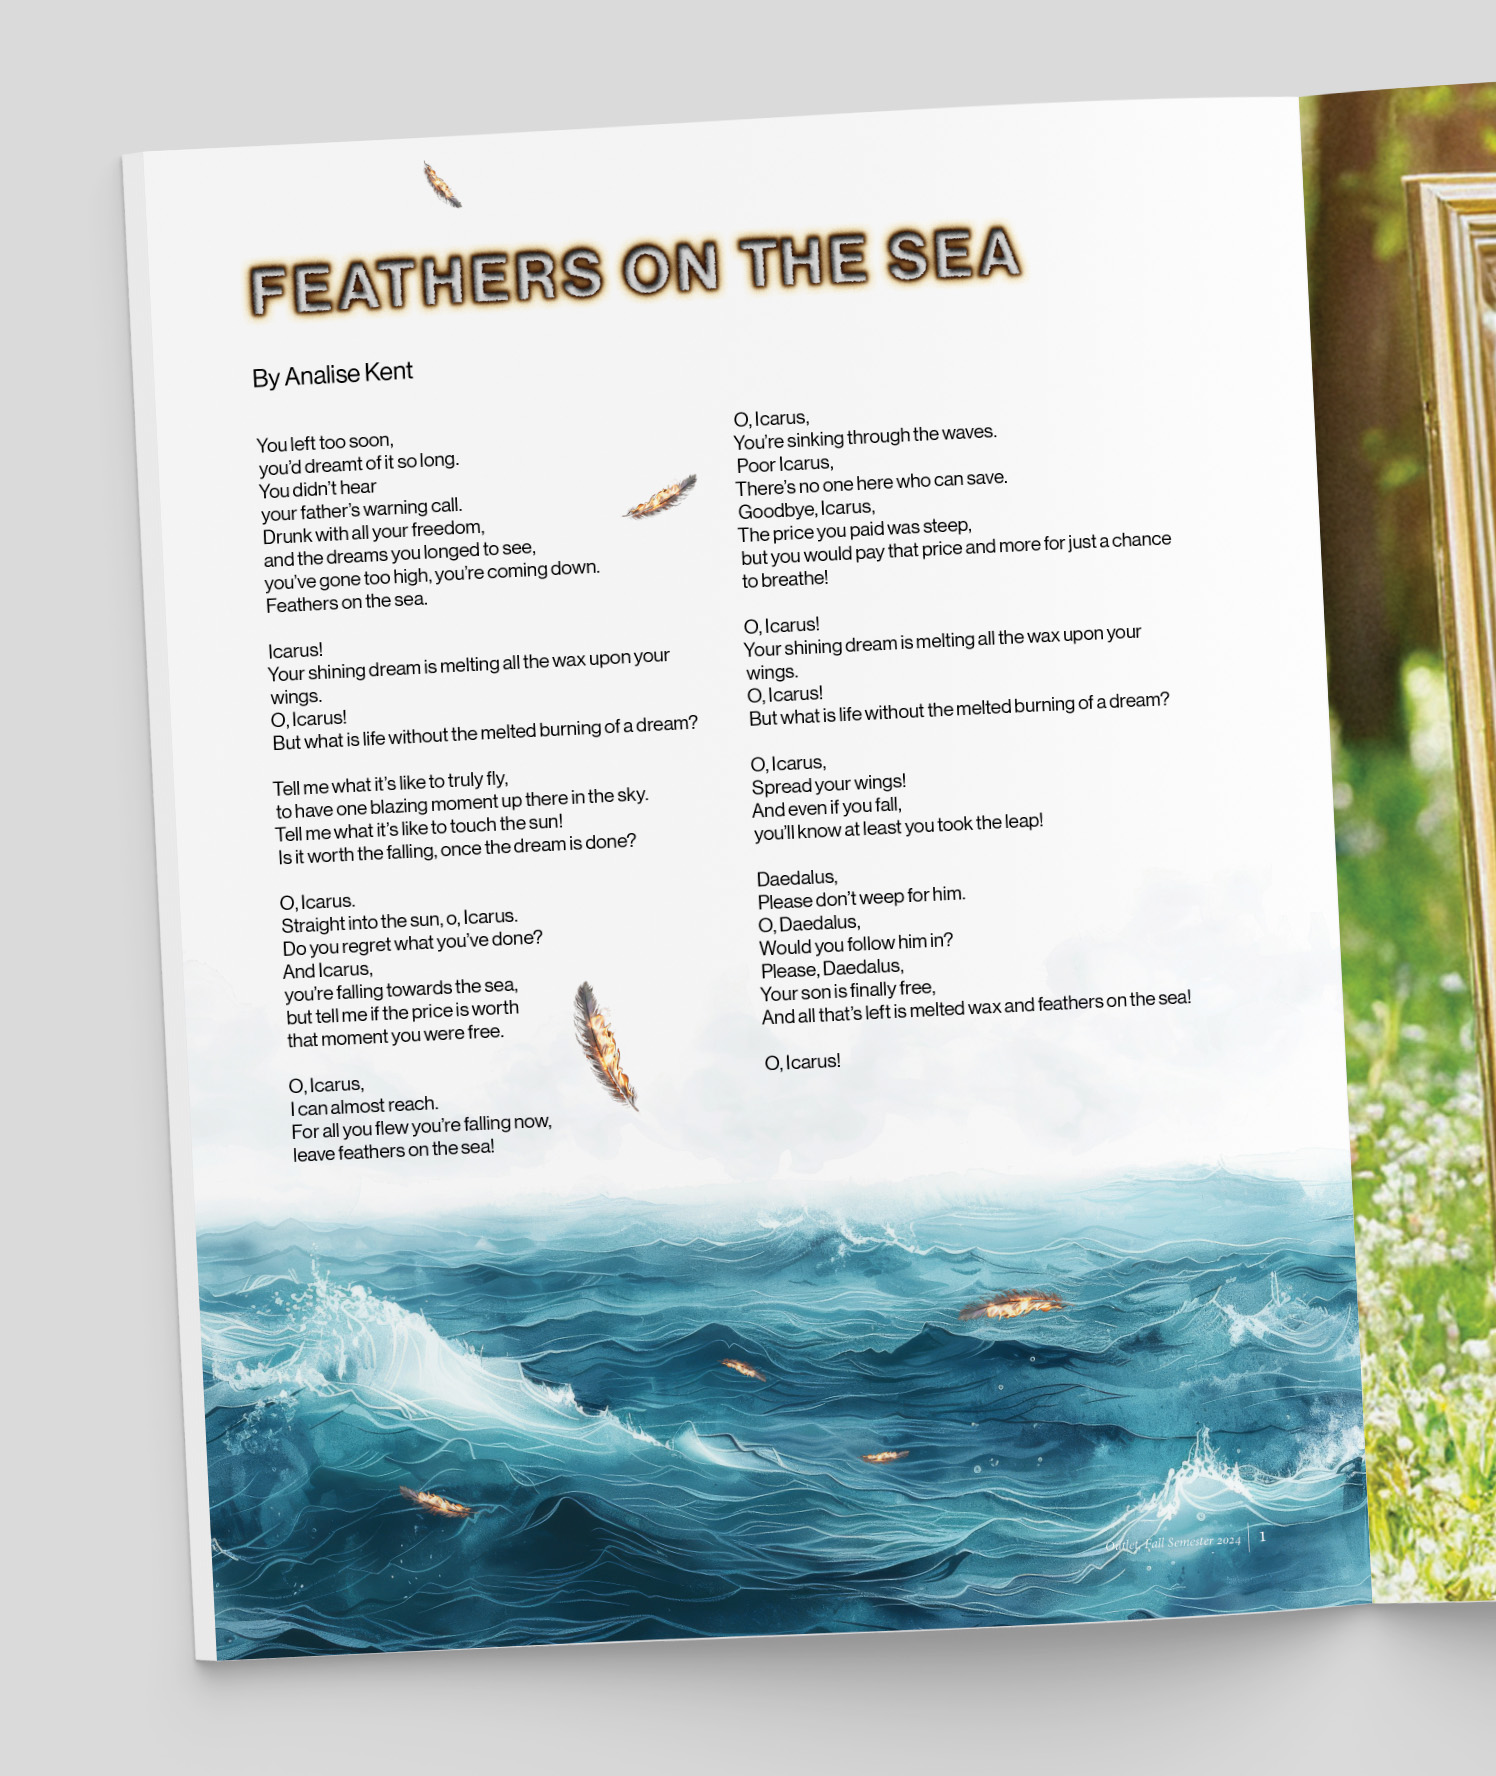 FEATHERS ON THE SEA
By Analise Kent
You left too soon,
you'd dreamt of it so long.
You didn't hear
your father's warning call.
Drunk with all your freedom,
and the dreams you longed to see,
you've gone too high, you're coming down.
Feathers on the sea.
Icarus!
Your shining dream is melting all the wax upon your
wings.
O, Icarus!
But what is life without the melted burning of a dream?
Tell me what it's like to truly fly,
to have one blazing moment up there in the sky.
Tell me what it's like to touch the sun!
Is it worth the falling, once the dream is done?
O, Icarus.
Straight into the sun, o, Icarus.
Do you regret what you've done?
And Icarus,
you're falling towards the sea,
but tell me if the price is worth
that moment you were free.
O, Icarus,
I can almost reach.
For all you flew you're falling now,
leave feathers on the sea!
O, Icarus,
You're sinking through the waves.
Poor Icarus,
There's no one here who can save.
Goodbye, Icarus,
The price you paid was steep,
but you would pay that price and more for just a chance
to breathe!
O, Icarus!
Your shining dream is melting all the wax upon your
wings.
O, Icarus!
But what is life without the melted burning of a dream?
O, Icarus,
Spread your wings!
And even if you fall,
you'll know at least you took the leap!
Daedalus,
Please don't weep for him.
O, Daedalus,
Would you follow him in?
Please, Daedalus,
Your son is finally free,
And all that's left is melted wax and feathers on the sea!
O, Icarus!
Outlet, Fall Semester 2024 | 1